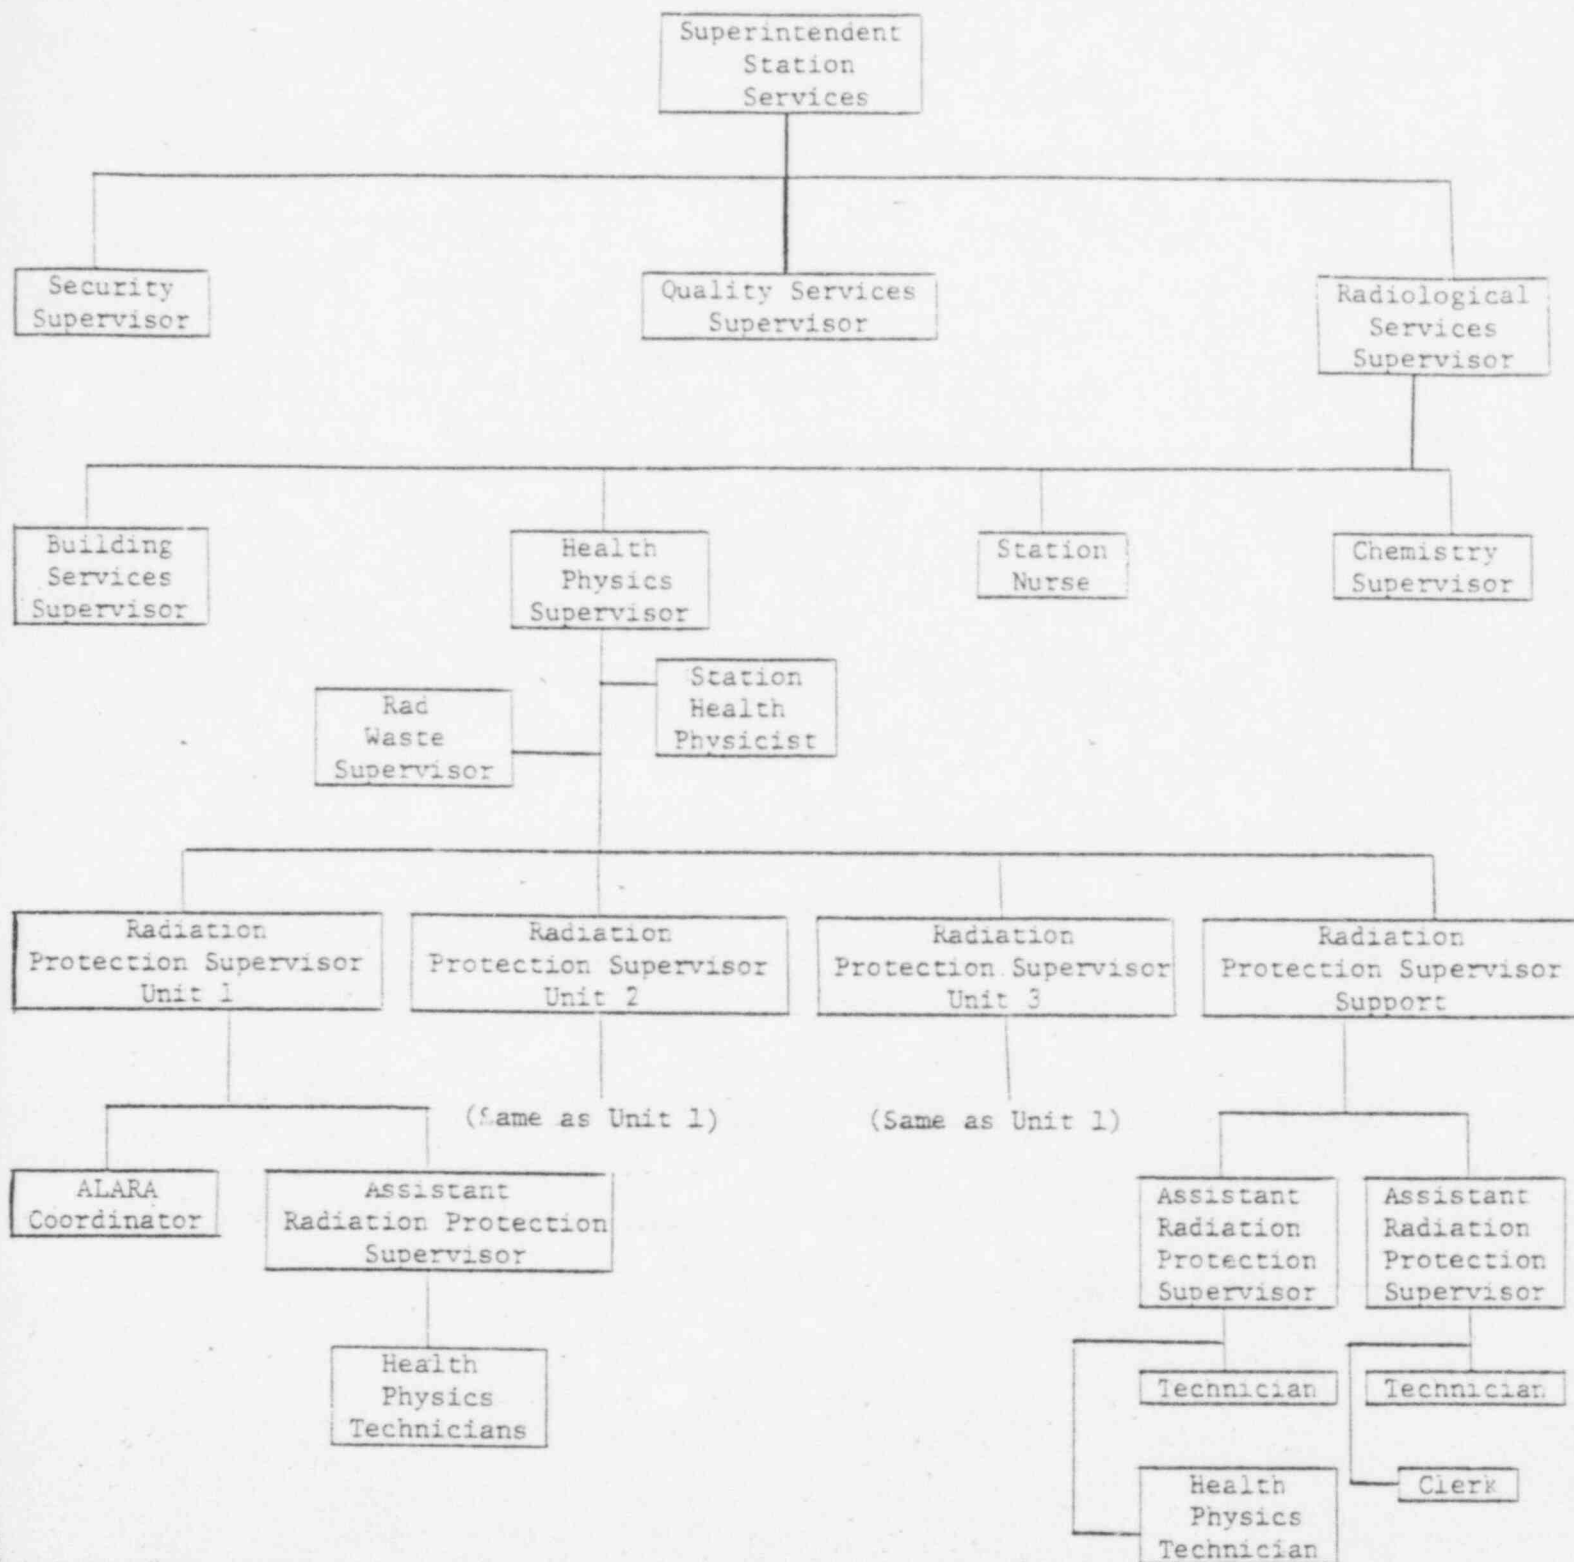 Superintendent
Station
Services
Security
Supervisor
Quality Services
Supervisor
Radiological
Services
Supervisor
Building
Services
Supervisor
Health
Physics
Supervisor
Station
Nurse
Chemistry
Supervisor
Rad
Waste
Supervisor
Station
Health
Physicist
Radiation
Protection Supervisor
Unit 1
Radiation
Protection Supervisor
Unit 2
Radiation
Protection Supervisor
Unit 3
Radiation
Protection Supervisor
Support
(Same as Unit 1)
(Same as Unit 1)
ALARA
Coordinator
Assistant
Radiation Protection
Supervisor
Assistant
Radiation
Protection
Supervisor
Assistant
Radiation
Protection
Supervisor
Health
Physics
Technicians
Technician
Technician
Health
Physics
Technician
Clerk